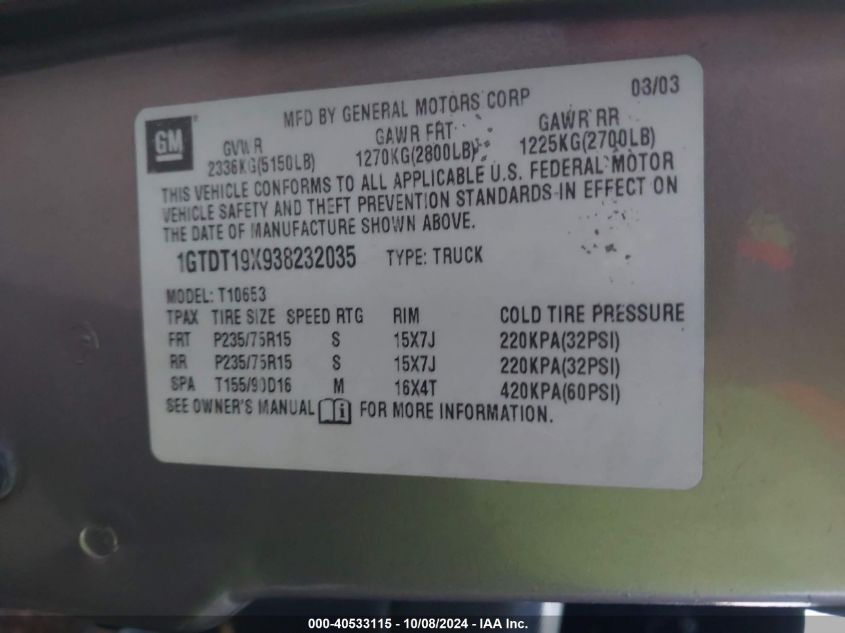 03/03
MFD BY GENERAL MOTORS CORP
GM
GVWR GAWR FRT GAWR RR
2336KG(5150LB) 1270KG(2800LB) 1225KG(2700LB)
THIS VEHICLE CONFORMS TO ALL APPLICABLE U.S. FEDERAL MOTOR
VEHICLE SAFETY AND THEFT PREVENTION STANDARDS IN EFFECT ON
THE DATE OF MANUFACTURE SHOWN ABOVE.
1GTDT19X938232035 TYPE: TRUCK
MODEL: T10653
TPAX TIRE SIZE SPEED RTG RIM COLD TIRE PRESSURE
FRT P235/75R15 S 15X7J 220KPA(32PSI)
RR P235/75R15 S 15X7J 220KPA(32PSI)
SPA T155/90D16 M 16X4T 420KPA(60PSI)
SEE OWNER'S MANUAL FOR MORE INFORMATION.
000-40533115 - 10/08/2024 - IAA Inc.